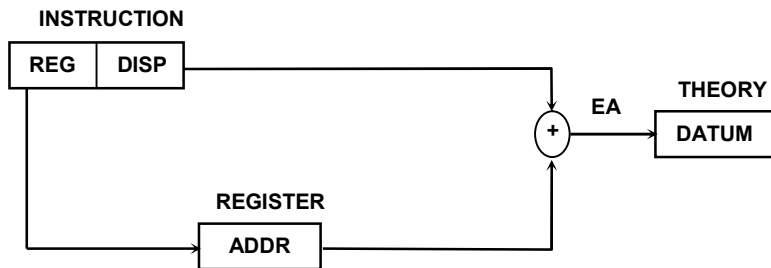 INSTRUCTION
REG DISP
EA
THEORY
+
DATUM
REGISTER
ADDR